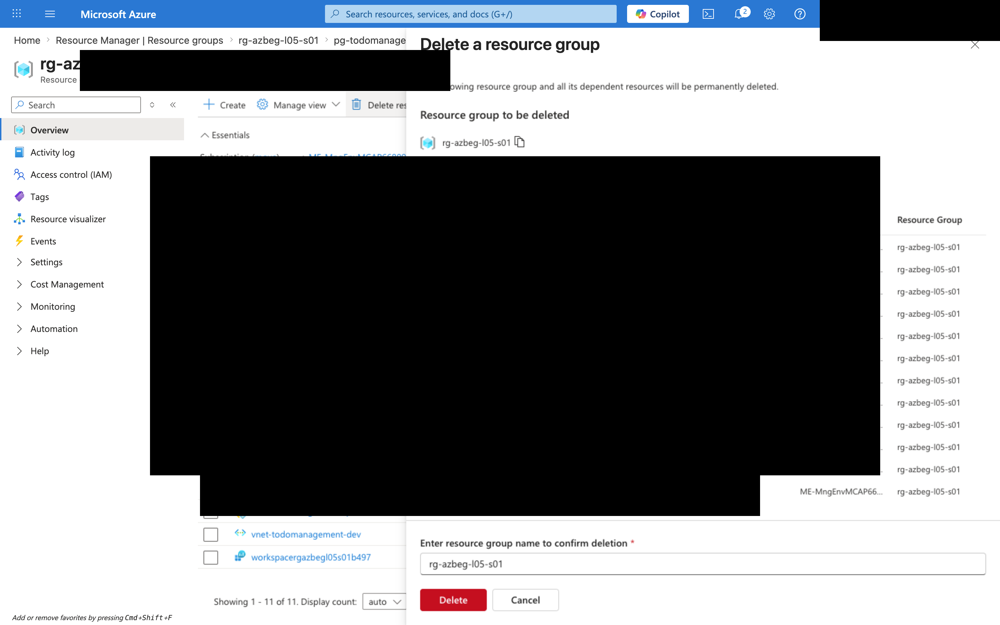 Microsoft Azure
Search resources, services, and docs (G+/)
Copilot
2
Home > Resource Manager | Resource groups > rg-azbeg-l05-s01 > pg-todomanage
rg-az
Resource
Search
Overview
Activity log
Access control (IAM)
Tags
Resource visualizer
Events
Settings
Cost Management
Monitoring
Automation
Help
Add or remove favorites by pressing Cmd+Shift+F
Create
Manage view
Delete res
Essentials
vnet-todomanagement-dev
workspacergazbegl05s01b497
Showing 1 - 11 of 11. Display count:
auto
Delete a resource group
owing resource group and all its dependent resources will be permanently deleted.
Resource group to be deleted
rg-azbeg-l05-s01
Resource Group
rg-azbeg-l05-s01
rg-azbeg-l05-s01
rg-azbeg-l05-s01
rg-azbeg-l05-s01
rg-azbeg-l05-s01
rg-azbeg-l05-s01
rg-azbeg-l05-s01
rg-azbeg-l05-s01
rg-azbeg-l05-s01
rg-azbeg-l05-s01
rg-azbeg-l05-s01
ME-MngEnvMCAP66... rg-azbeg-l05-s01
Enter resource group name to confirm deletion *
rg-azbeg-l05-s01
Delete
Cancel